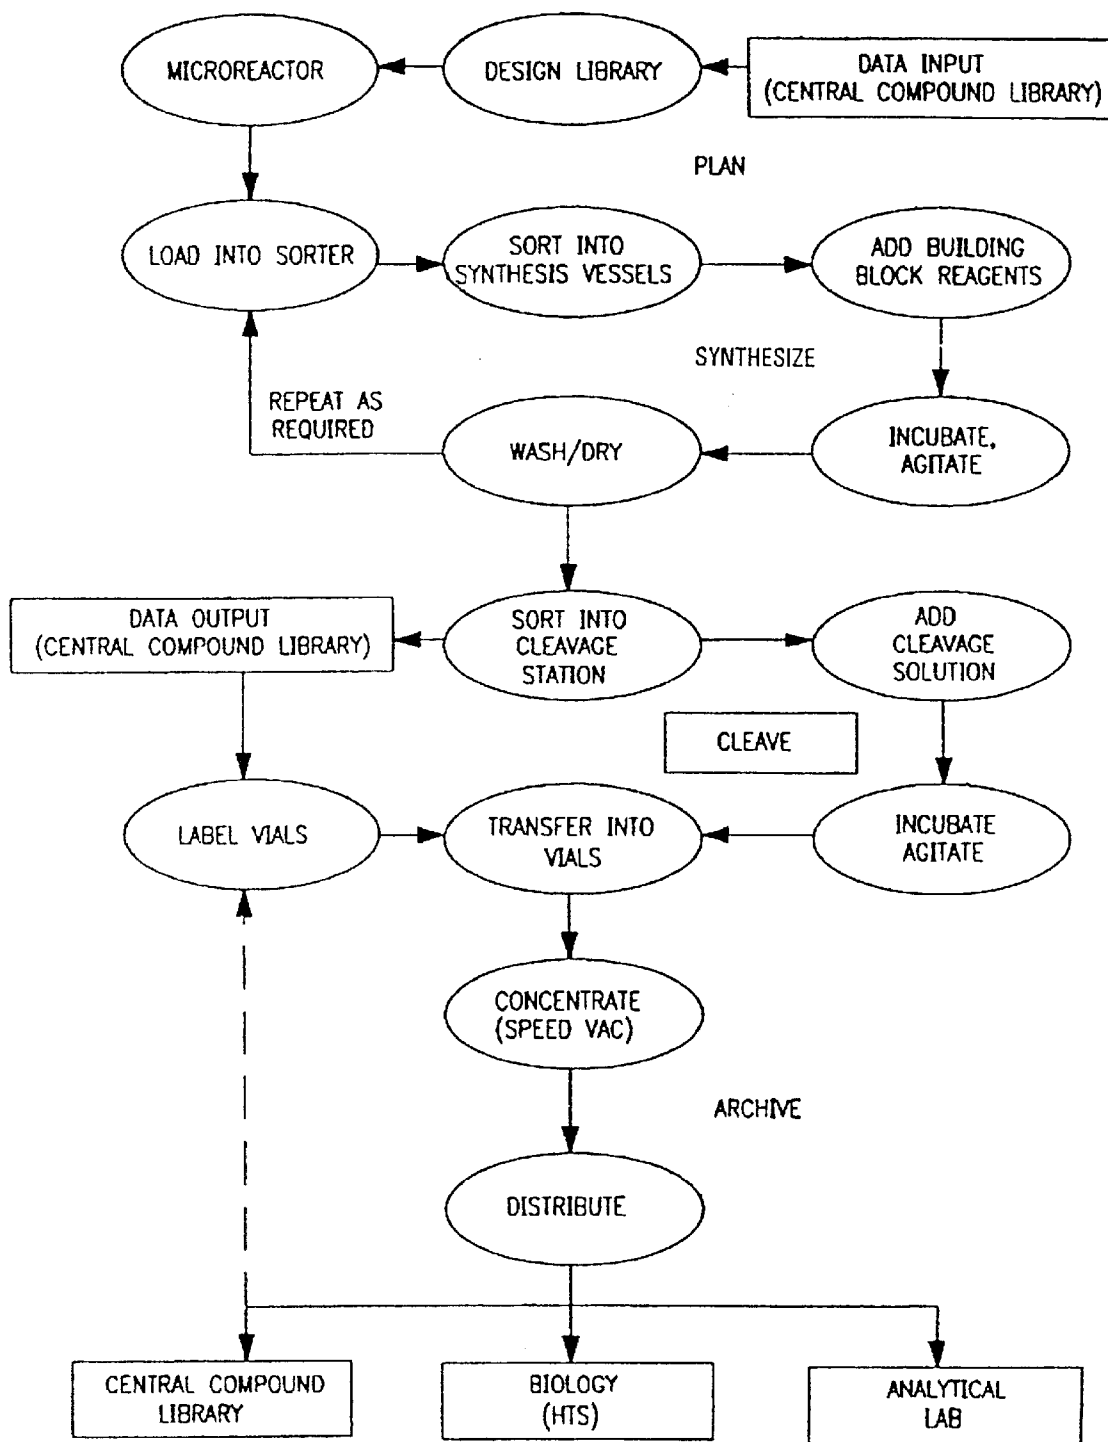 MICROREACTOR
DESIGN LIBRARY
DATA INPUT
(CENTRAL COMPOUND LIBRARY)
PLAN
LOAD INTO SORTER
SORT INTO
SYNTHESIS VESSELS
ADD BUILDING
BLOCK REAGENTS
SYNTHESIZE
REPEAT AS
REQUIRED
WASH/DRY
INCUBATE,
AGITATE
DATA OUTPUT
(CENTRAL COMPOUND LIBRARY)
SORT INTO
CLEAVAGE
STATION
ADD
CLEAVAGE
SOLUTION
CLEAVE
LABEL VIALS
TRANSFER INTO
VIALS
INCUBATE
AGITATE
CONCENTRATE
(SPEED VAC)
ARCHIVE
DISTRIBUTE
CENTRAL COMPOUND
LIBRARY
BIOLOGY
(HTS)
ANALYTICAL
LAB